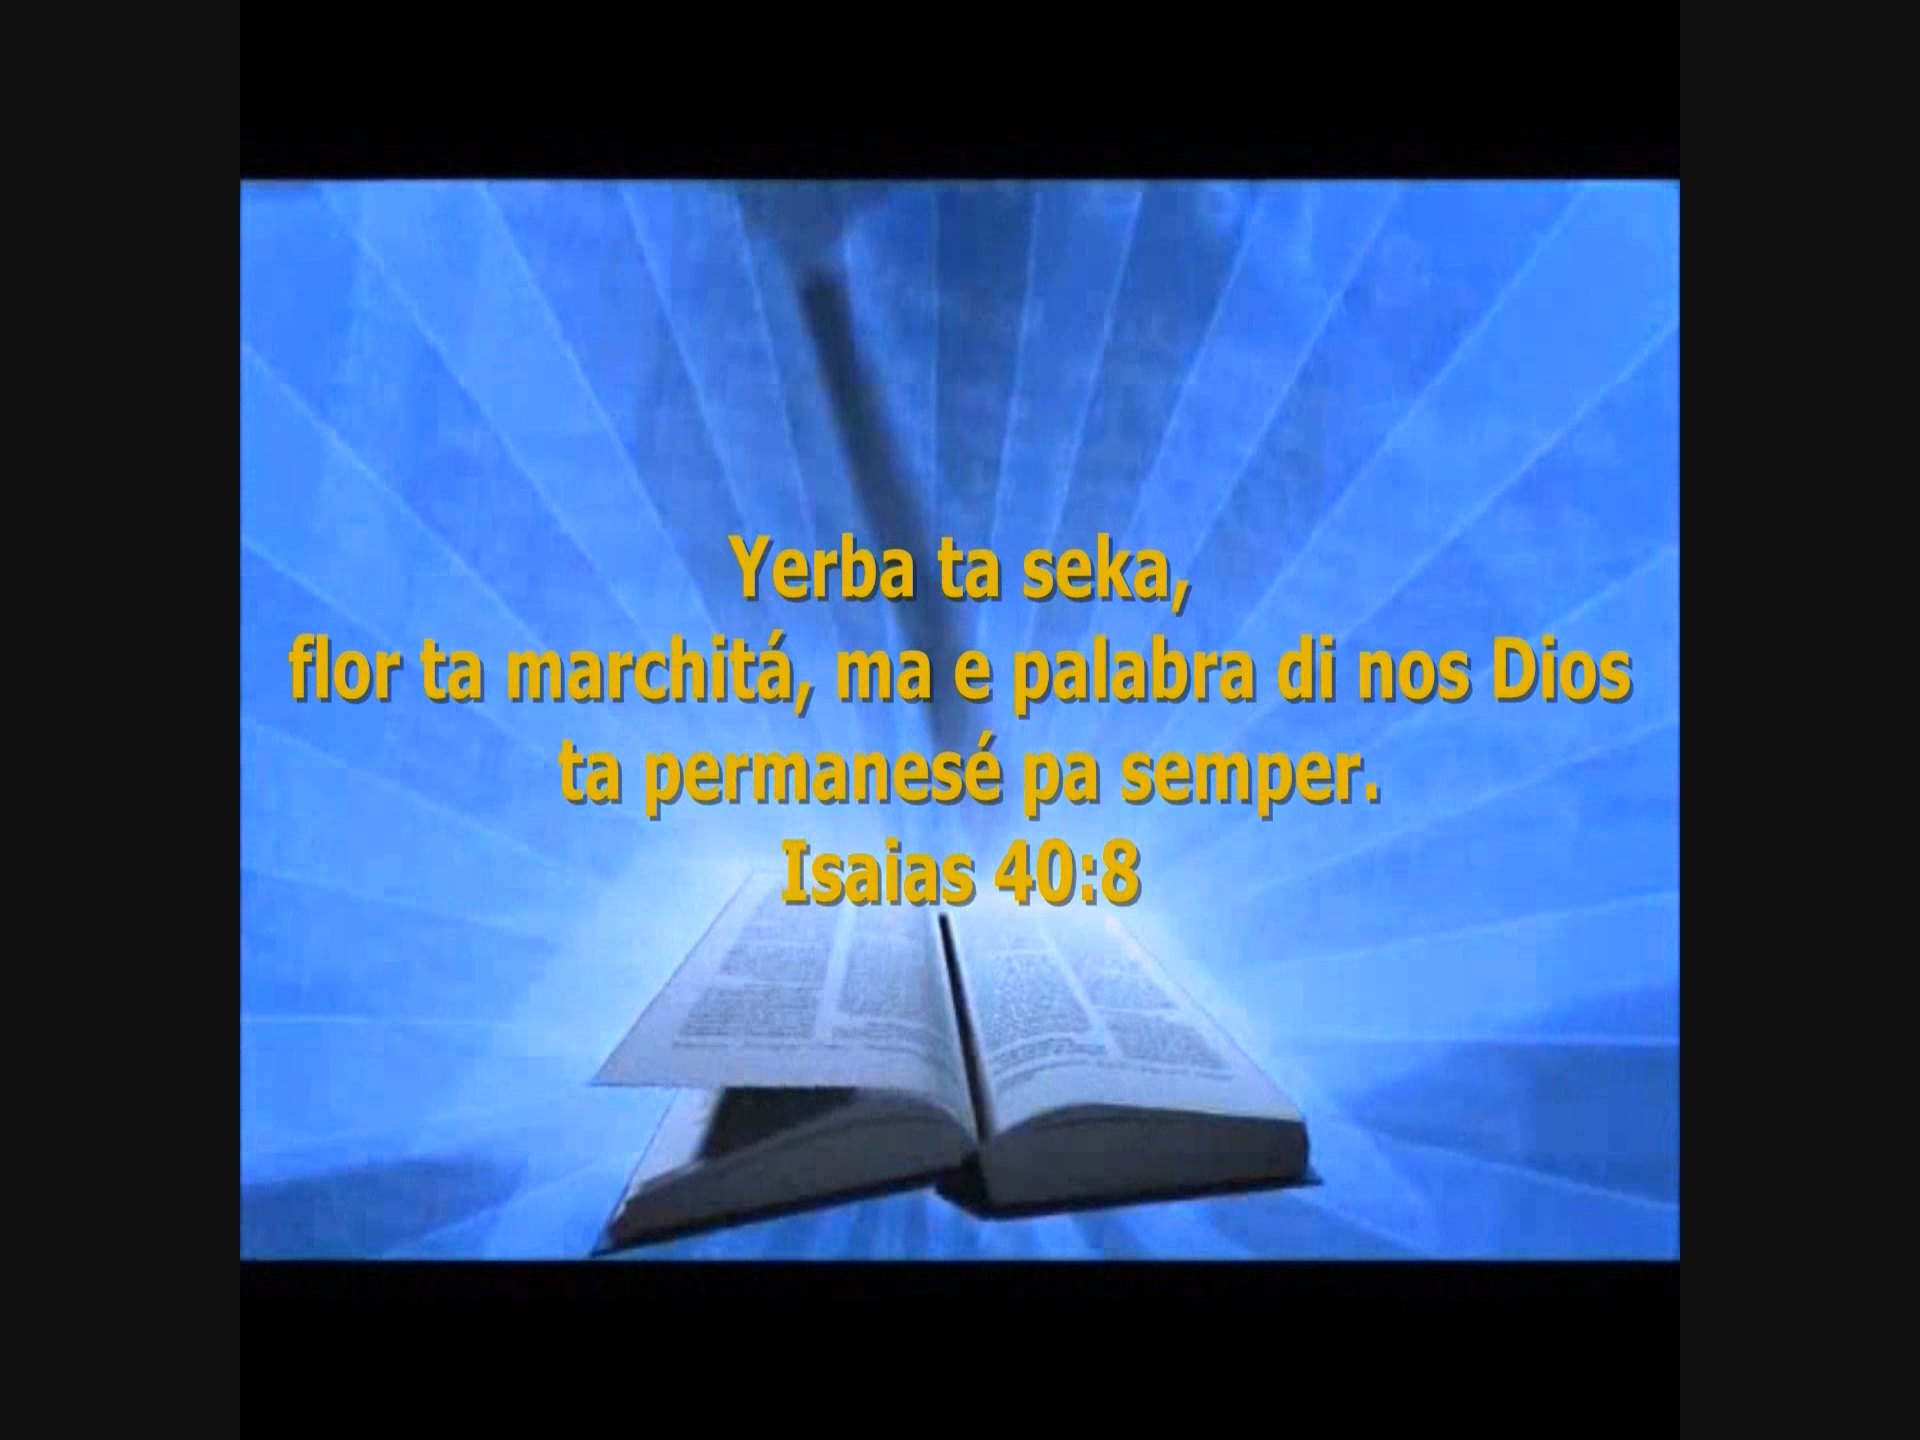 Yerba ta seka,
flor ta marchitá, ma e palabra di nos Dios
ta permanesé pa semper.
Isaias 40:8